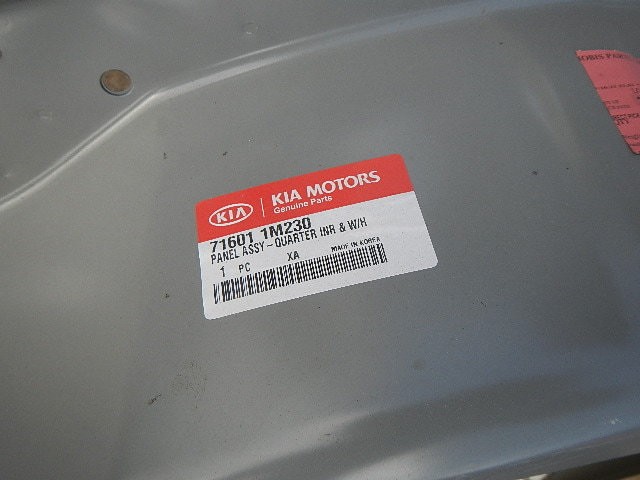 KIA
KIA MOTORS
Genuine Parts
71601 1M230
PANEL ASSY-QUARTER INR & W/H
1 PC XA MADE IN KOREA